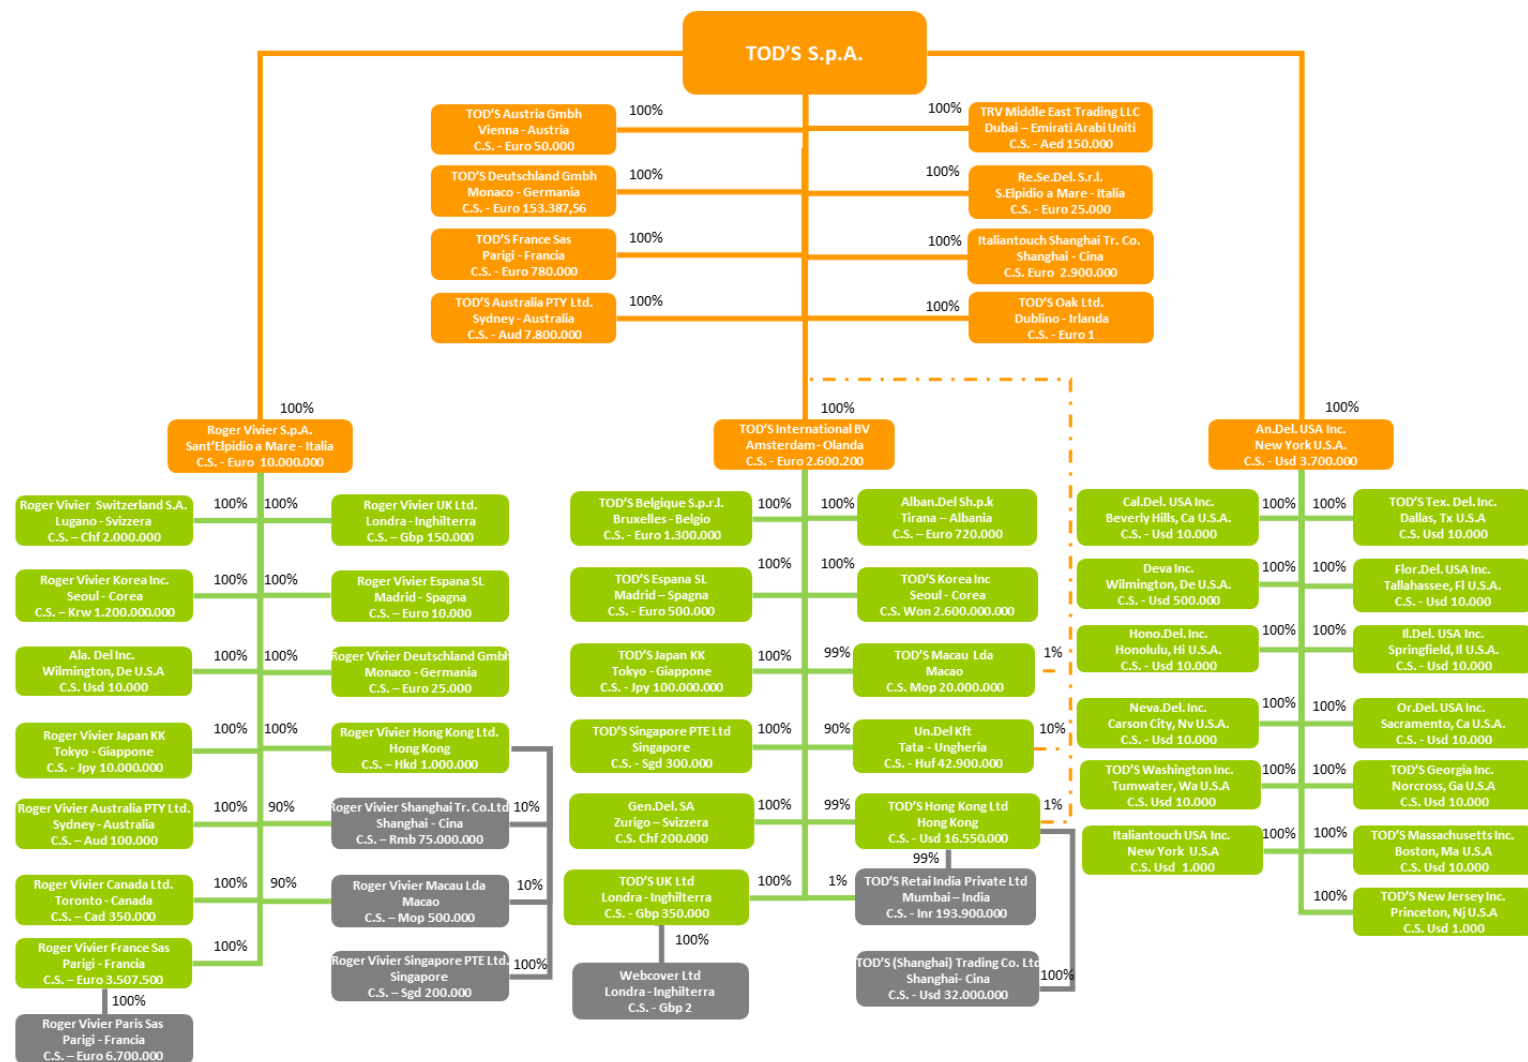 TOD'S S.p.A.
100%
TOD'S Austria Gmbh
Vienna - Austria
C.S. - Euro 50.000
100%
TRV Middle East Trading LLC
Dubai – Emirati Arabi Uniti
C.S. - Aed 150.000
100%
TOD'S Deutschland Gmbh
Monaco - Germania
C.S. - Euro 153.387,56
100%
Re.Se.Del. S.r.l.
S.Elpidio a Mare - Italia
C.S. - Euro 25.000
100%
TOD'S France Sas
Parigi - Francia
C.S. - Euro 780.000
100%
Italiantouch Shanghai Tr. Co.
Shanghai - Cina
C.S. Euro 2.900.000
100%
TOD'S Australia PTY Ltd.
Sydney - Australia
C.S. - Aud 7.800.000
100%
TOD'S Oak Ltd.
Dublino - Irlanda
C.S. - Euro 1
100%
Roger Vivier S.p.A.
Sant'Elpidio a Mare - Italia
C.S. - Euro 10.000.000
100%
TOD'S International BV
Amsterdam - Olanda
C.S. - Euro 2.600.200
100%
An.Del. USA Inc.
New York U.S.A.
C.S. - Usd 3.700.000
Roger Vivier Switzerland S.A.
Lugano - Svizzera
C.S. – Chf 2.000.000
100%
100%
Roger Vivier UK Ltd.
Londra - Inghilterra
C.S. – Gbp 150.000
Roger Vivier Korea Inc.
Seoul - Corea
C.S. – Krw 1.200.000.000
100%
100%
Roger Vivier Espana SL
Madrid - Spagna
C.S. – Euro 10.000
Ala. Del Inc.
Wilmington, De U.S.A
C.S. Usd 10.000
100%
100%
Roger Vivier Deutschland Gmbh
Monaco - Germania
C.S. – Euro 25.000
Roger Vivier Japan KK
Tokyo - Giappone
C.S. - Jpy 10.000.000
100%
100%
Roger Vivier Hong Kong Ltd.
Hong Kong
C.S. – Hkd 1.000.000
Roger Vivier Australia PTY Ltd.
Sydney - Australia
C.S. – Aud 100.000
100%
90%
Roger Vivier Shanghai Tr. Co.Ltd
Shanghai - Cina
C.S. – Rmb 75.000.000
10%
Roger Vivier Canada Ltd.
Toronto - Canada
C.S. – Cad 350.000
100%
90%
Roger Vivier Macau Lda
Macao
C.S. – Mop 500.000
10%
Roger Vivier France Sas
Parigi - Francia
C.S. – Euro 3.507.500
100%
Roger Vivier Singapore PTE Ltd.
Singapore
C.S. – Sgd 200.000
100%
100%
Roger Vivier Paris Sas
Parigi - Francia
C.S. – Euro 6.700.000
TOD'S Belgique S.p.r.l.
Bruxelles - Belgio
C.S. - Euro 1.300.000
100%
100%
Alban.Del Sh.p.k
Tirana – Albania
C.S. – Euro 720.000
TOD'S Espana SL
Madrid – Spagna
C.S. - Euro 500.000
100%
100%
TOD'S Korea Inc
Seoul - Corea
C.S. Won 2.600.000.000
TOD'S Japan KK
Tokyo - Giappone
C.S. - Jpy 100.000.000
100%
99%
TOD'S Macau Lda
Macao
C.S. Mop 20.000.000
1%
TOD'S Singapore PTE Ltd
Singapore
C.S. - Sgd 300.000
100%
90%
Un.Del Kft
Tata - Ungheria
C.S. - Huf 42.900.000
10%
Gen.Del. SA
Zurigo – Svizzera
C.S. Chf 200.000
100%
99%
TOD'S Hong Kong Ltd
Hong Kong
C.S. - Usd 16.550.000
1%
99%
TOD'S UK Ltd
Londra - Inghilterra
C.S. - Gbp 350.000
100%
1%
TOD'S Retai India Private Ltd
Mumbai – India
C.S. - Inr 193.900.000
100%
Webcover Ltd
Londra - Inghilterra
C.S. - Gbp 2
TOD'S (Shanghai) Trading Co. Ltd
Shanghai- Cina
C.S. - Usd 32.000.000
100%
Cal.Del. USA Inc.
Beverly Hills, Ca U.S.A.
C.S. - Usd 10.000
100%
100%
TOD'S Tex. Del. Inc.
Dallas, Tx U.S.A
C.S. - Usd 10.000
Deva Inc.
Wilmington, De U.S.A.
C.S. - Usd 500.000
100%
100%
Flor.Del. USA Inc.
Tallahassee, Fl U.S.A.
C.S. - Usd 10.000
Hono.Del. Inc.
Honolulu, Hi U.S.A.
C.S. - Usd 10.000
100%
100%
Il.Del. USA Inc.
Springfield, Il U.S.A.
C.S. - Usd 10.000
Neva.Del. Inc.
Carson City, Nv U.S.A.
C.S. - Usd 10.000
100%
100%
Or.Del. USA Inc.
Sacramento, Ca U.S.A.
C.S. - Usd 10.000
TOD'S Washington Inc.
Tumwater, Wa U.S.A
C.S. Usd 10.000
100%
100%
TOD'S Georgia Inc.
Norcross, Ga U.S.A
C.S. Usd 10.000
Italiantouch USA Inc.
New York U.S.A
C.S. Usd 1.000
100%
100%
TOD'S Massachusetts Inc.
Boston, Ma U.S.A
C.S. Usd 10.000
100%
TOD'S New Jersey Inc.
Princeton, Nj U.S.A
C.S. Usd 1.000